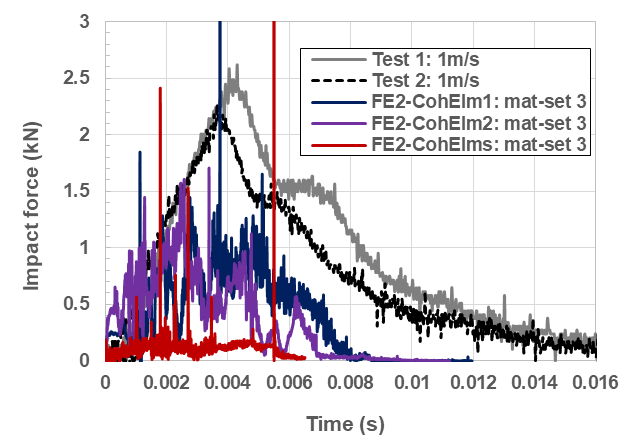 3
2.5
2
1.5
1
0.5
0
Impact force (kN)
Test 1: 1m/s
Test 2: 1m/s
FE2-CohElm1: mat-set 3
FE2-CohElm2: mat-set 3
FE2-CohElms: mat-set 3
0 0.002 0.004 0.006 0.008 0.01 0.012 0.014 0.016
Time (s)